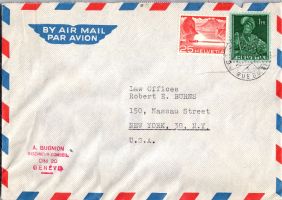 BY AIR MAIL
PAR AVION
25 HELVETIA
HELVETIA
Law Offices
Robert E. BURNS
150, Nassau Street
NEW YORK, 38, N.Y.
U.S.A.
A. BUGNION
GENÈVE